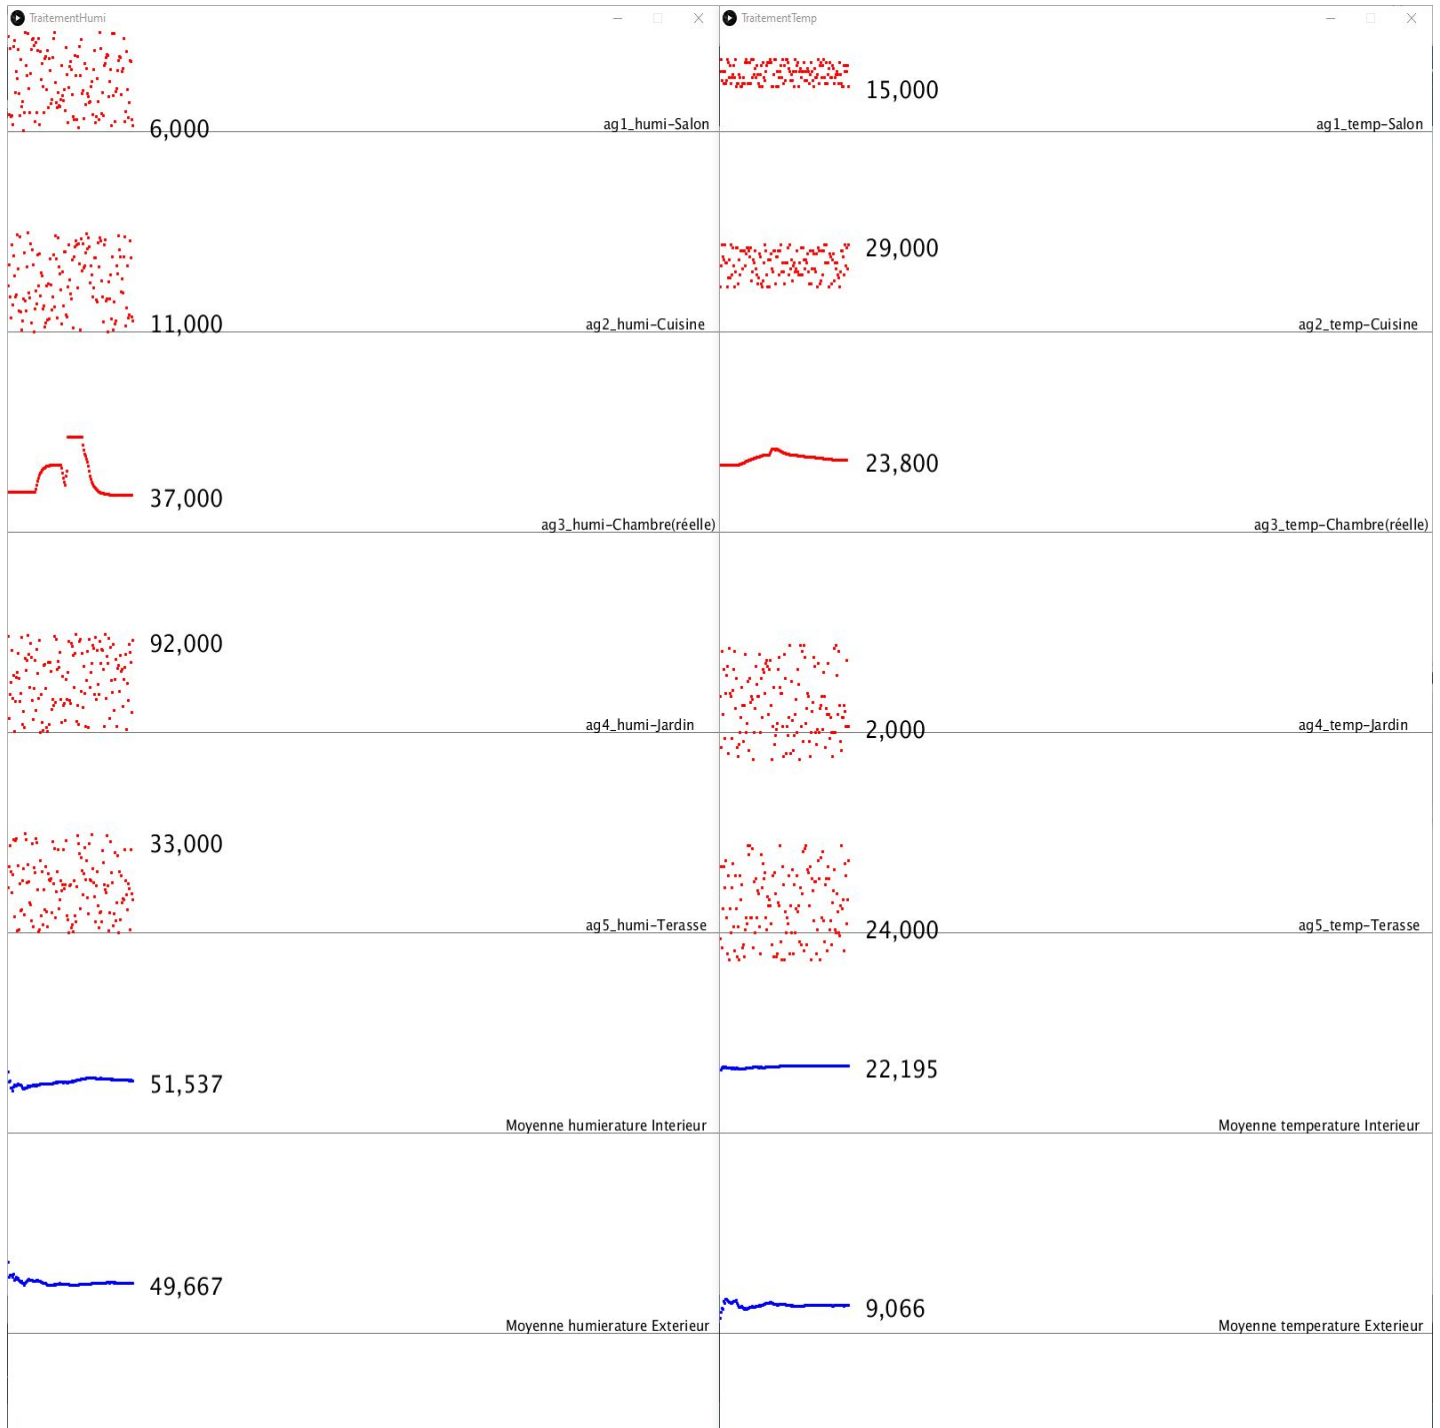 TraitementHumi
6,000
ag1_humi-Salon
11,000
ag2_humi-Cuisine
37,000
ag3_humi-Chambre(réelle)
92,000
ag4_humi-Jardin
33,000
ag5_humi-Terasse
51,537
Moyenne humierature Interieur
49,667
Moyenne humierature Exterieur
TraitementTemp
15,000
ag1_temp-Salon
29,000
ag2_temp-Cuisine
23,800
ag3_temp-Chambre(réelle)
2,000
ag4_temp-Jardin
24,000
ag5_temp-Terasse
22,195
Moyenne temperature Interieur
9,066
Moyenne temperature Exterieur